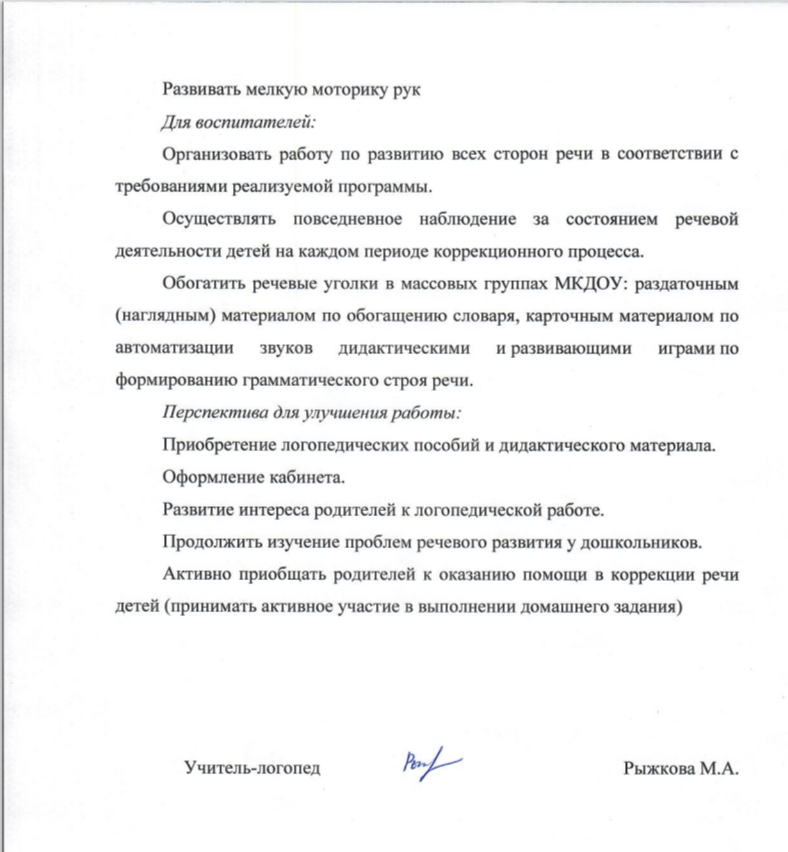 Развивать мелкую моторику рук
Для воспитателей:
Организовать работу по развитию всех сторон речи в соответствии с
требованиями реализуемой программы.
Осуществлять повседневное наблюдение за состоянием речевой
деятельности детей на каждом периоде коррекционного процесса.
Обогатить речевые уголки в массовых группах МКДОУ: раздаточным
(наглядным) материалом по обогащению словаря, карточным материалом по
автоматизации звуков дидактическими и развивающими играми по
формированию грамматического строя речи.
Перспектива для улучшения работы:
Приобретение логопедических пособий и дидактического материала.
Оформление кабинета.
Развитие интереса родителей к логопедической работе.
Продолжить изучение проблем речевого развития у дошкольников.
Активно приобщать родителей к оказанию помощи в коррекции речи
детей (принимать активное участие в выполнении домашнего задания)
Учитель-логопед Рыжкова М.А.